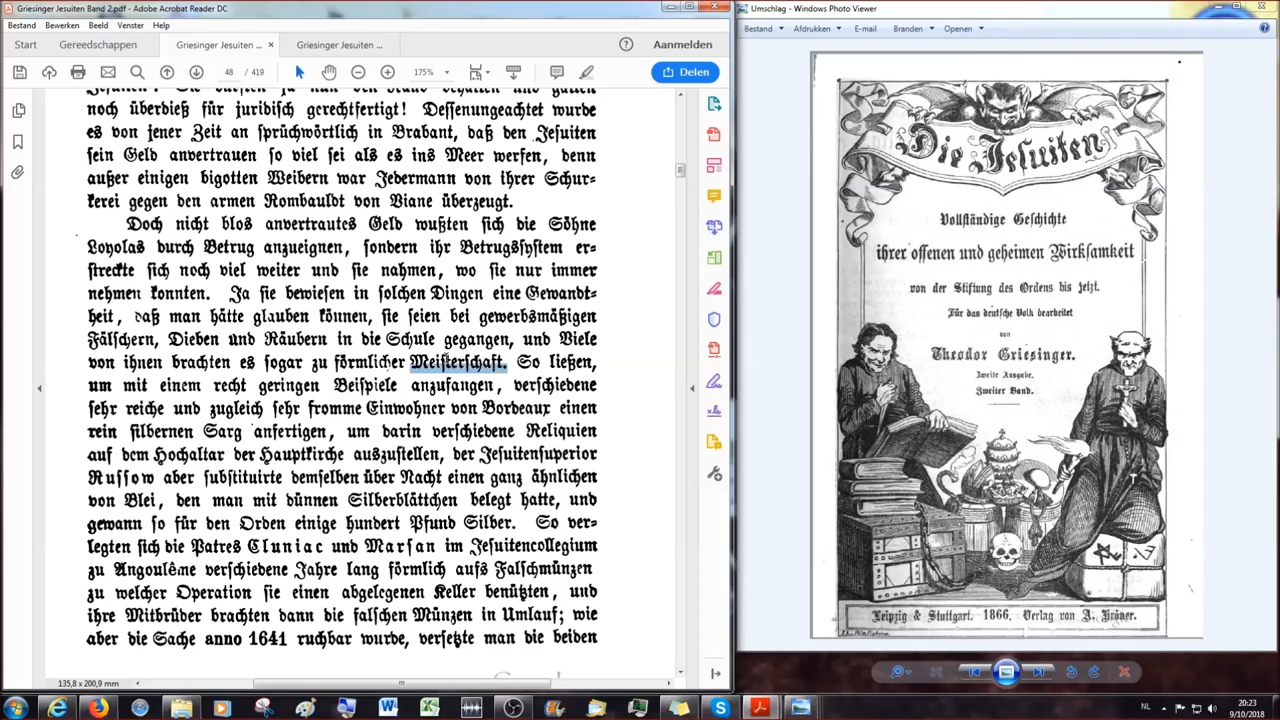 Griesinger Jesuiten Band 2.pdf - Adobe Acrobat Reader DC
Bestand Bewerken Beeld Venster Help
Start Gereedschappen Griesinger Jesuiten ... × Griesinger Jesuiten ... Aanmelden
48 / 419 175% Delen
noch überdieß für juridisch gerechtfertigt! Dessenungeachtet wurde
es von jener Zeit an sprüchwörtlich in Brabant, daß den Jesuiten
sein Geld anvertrauen so viel sei als es ins Meer werfen, denn
außer einigen bigotten Weibern war Jedermann von ihrer Schur-
kerei gegen den armen Rombauldt von Viane überzeugt.
Doch nicht blos anvertrautes Geld wußten sich die Söhne
Loyolas durch Betrug anzueignen, sondern ihr Betrugssystem er-
streckte sich noch viel weiter und sie nahmen, wo sie nur immer
nehmen konnten. Ja sie bewiesen in solchen Dingen eine Gewandt-
heit, daß man hätte glauben können, sie seien bei gewerbsmäßigen
Fälschern, Dieben und Räubern in die Schule gegangen, und Viele
von ihnen brachten es sogar zu förmlicher Meisterschaft. So ließen,
um mit einem recht geringen Beispiele anzufangen, verschiedene
sehr reiche und zugleich sehr fromme Einwohner von Bordeaux einen
rein silbernen Sarg anfertigen, um darin verschiedene Reliquien
auf dem Hochaltar der Hauptkirche auszustellen, der Jesuitensuperior
Russow aber substituirte demselben über Nacht einen ganz ähnlichen
von Blei, den man mit dünnen Silberblättchen belegt hatte, und
gewann so für den Orden einige hundert Pfund Silber. So ver-
legten sich die Patres Cluniac und Marsan im Jesuitencollegium
zu Angoulême verschiedene Jahre lang förmlich aufs Falschmünzen
zu welcher Operation sie einen abgelegenen Keller benützten, und
ihre Mitbrüder brachten dann die falschen Münzen in Umlauf; wie
aber die Sache anno 1641 ruchbar wurde, versetzte man die beiden
135,8 x 200,9 mm
Umschlag - Windows Photo Viewer
Bestand Afdrukken E-mail Branden Openen
Die Jesuiten
Vollständige Geschichte
ihrer offenen und geheimen Wirksamkeit
von der Stiftung des Ordens bis jetzt.
Für das deutsche Volk bearbeitet
von
Theodor Griesinger.
Zweite Ausgabe.
Zweiter Band.
Leipzig & Stuttgart. 1866. Verlag von A. Kröner.
NL 20:23
9/10/2018